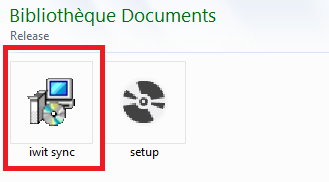 Bibliothèque Documents
Release
iwit sync
setup